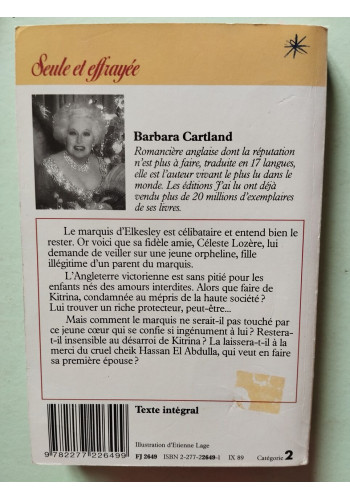 Seule et effrayée
Barbara Cartland
Romancière anglaise dont la réputation
n'est plus à faire, traduite en 17 langues,
elle est l'auteur vivant le plus lu dans le
monde. Les éditions J'ai lu ont déjà
vendu plus de 20 millions d'exemplaires
de ses livres.
Le marquis d'Elkesley est célibataire et entend bien le
rester. Or voici que sa fidèle amie, Céleste Lozère, lui
demande de veiller sur une jeune orpheline, fille
illégitime d'un parent du marquis.
L'Angleterre victorienne est sans pitié pour les
enfants nés des amours interdites. Alors que faire de
Kitrina, condamnée au mépris de la haute société ?
Lui trouver un riche protecteur, peut-être...
Mais comment le marquis ne serait-il pas touché par
ce jeune cœur qui se confie si ingénument à lui ? Restera-
t-il insensible au désarroi de Kitrina ? La laissera-t-il à la
merci du cruel cheik Hassan El Abdulla, qui veut en faire
sa première épouse ?
Texte intégral
Illustration d'Etienne Lage
FJ 2649 ISBN 2-277-22649-1 IX 89 Catégorie 2
9 782277 226499